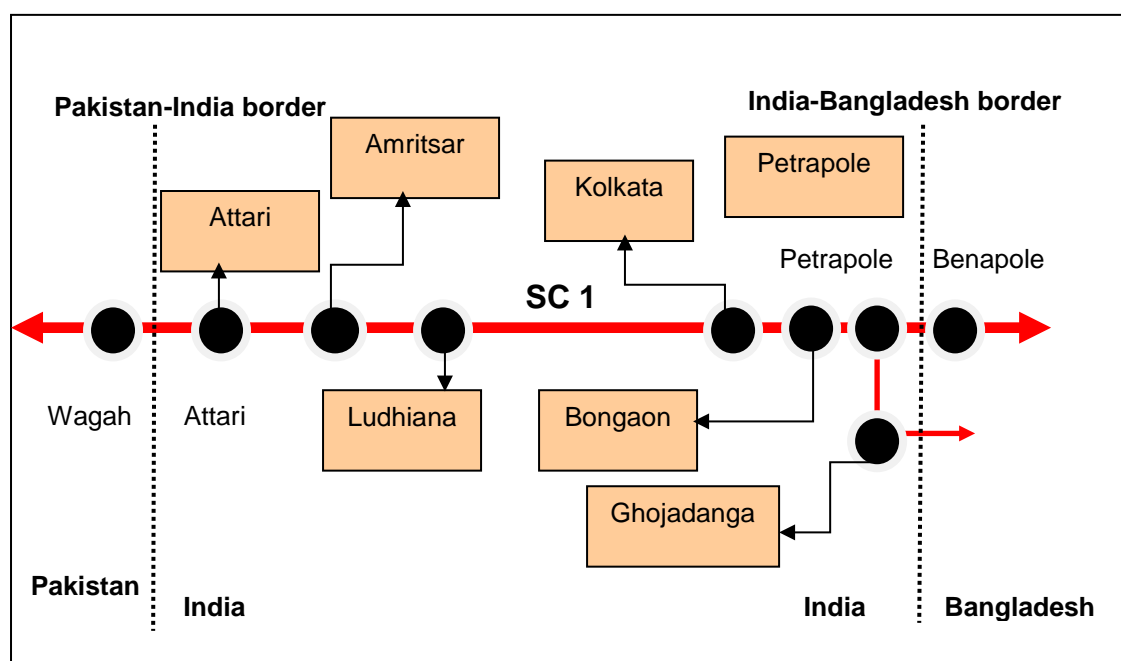 Pakistan-India border
India-Bangladesh border
Amritsar
Petrapole
Kolkata
Attari
Petrapole
Benapole
SC 1
Wagah
Attari
Ludhiana
Bongaon
Ghojadanga
Pakistan
India
India
Bangladesh